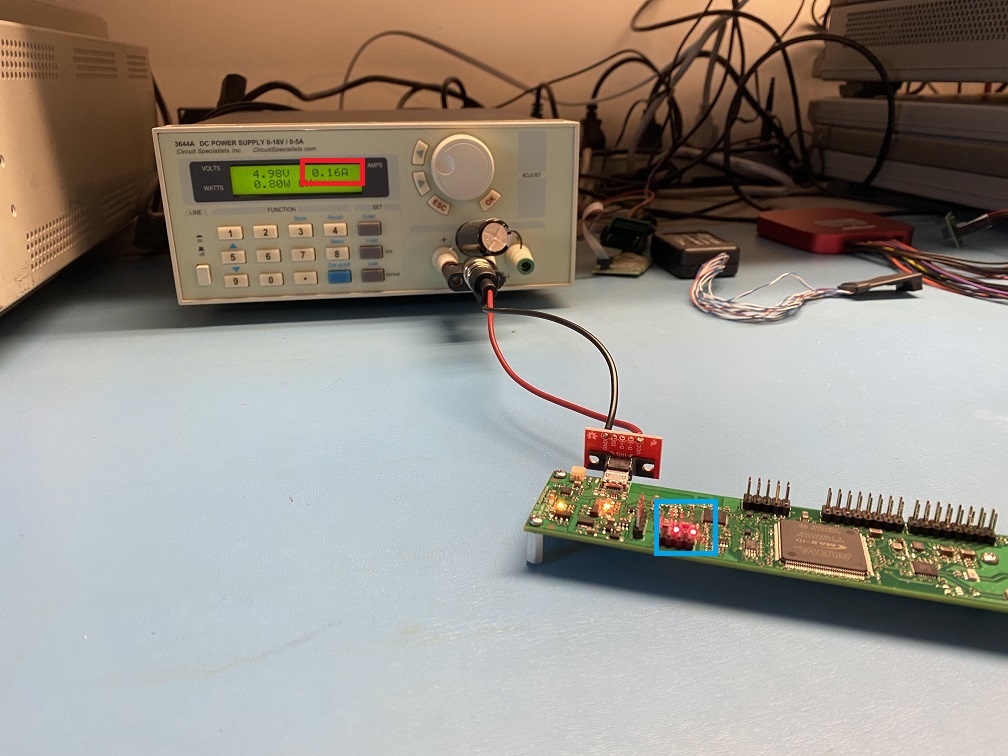 3644A DC POWER SUPPLY 0-18V / 0-5A
Circuit Specialists, Inc. CircuitSpecialists.com
VOLTS
4.98V 0.16A
AMPS
WATTS
0.80W
ADJUST
LINE
FUNCTION
SET
Store
Recall
1 2 3 4
5 6 7 8
9 0 .
ESC
OK
MAX 10